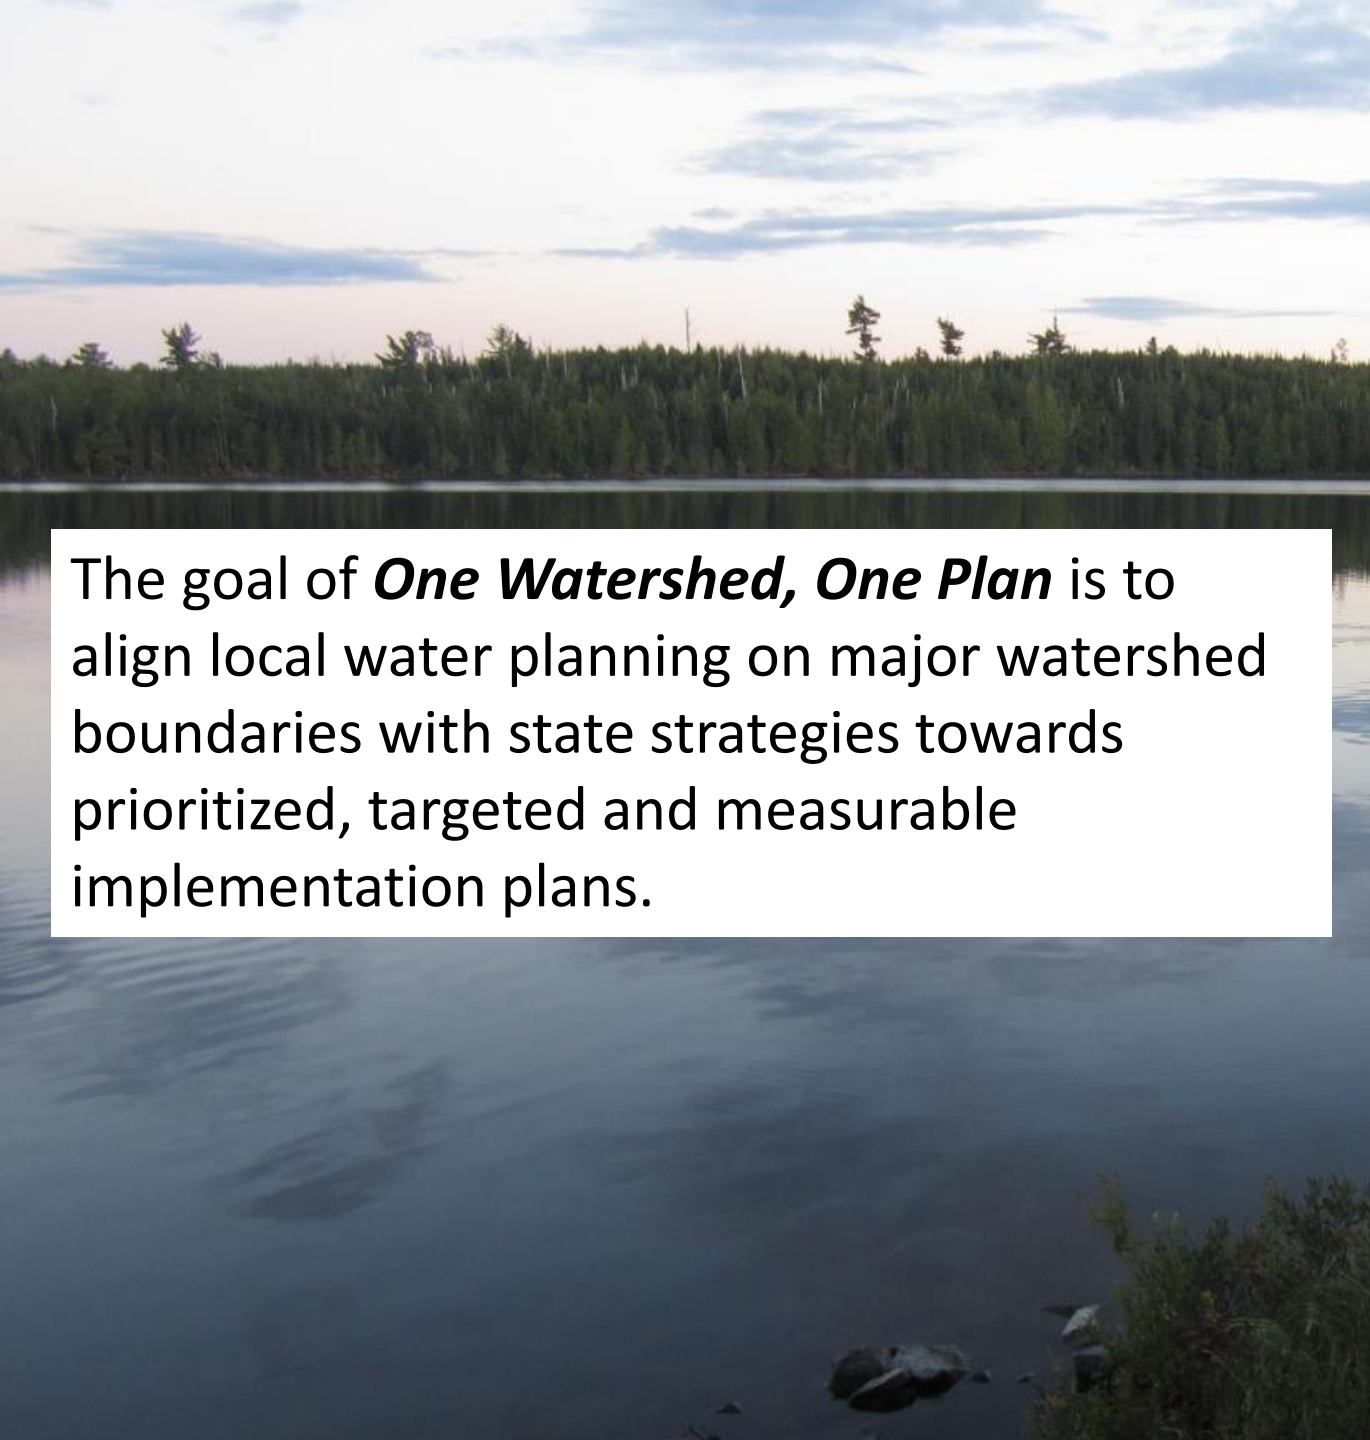 The goal of One Watershed, One Plan is to
align local water planning on major watershed
boundaries with state strategies towards
prioritized, targeted and measurable
implementation plans.